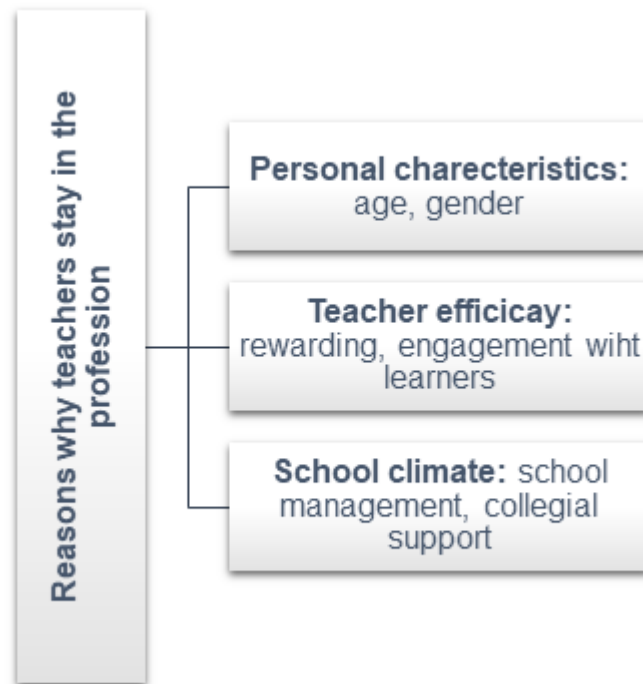 Reasons why teachers stay in the
profession
Personal charecteristics:
age, gender
Teacher efficicay:
rewarding, engagement wiht
learners
School climate: school
management, collegial
support